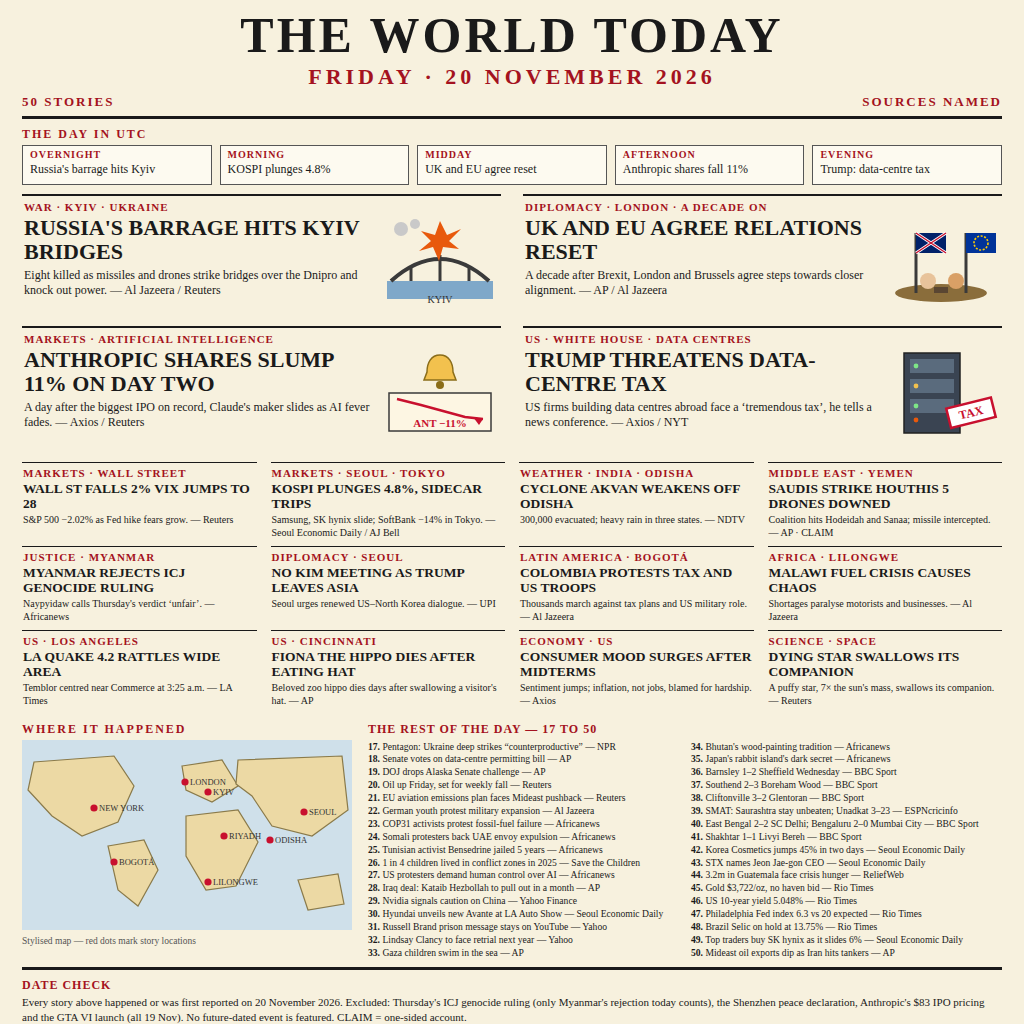 THE WORLD TODAY
FRIDAY · 20 NOVEMBER 2026
50 STORIES
SOURCES NAMED
THE DAY IN UTC
OVERNIGHT
Russia's barrage hits Kyiv
MORNING
KOSPI plunges 4.8%
MIDDAY
UK and EU agree reset
AFTERNOON
Anthropic shares fall 11%
EVENING
Trump: data-centre tax
WAR · KYIV · UKRAINE
RUSSIA'S BARRAGE HITS KYIV
BRIDGES
Eight killed as missiles and drones strike bridges over the Dnipro and
knock out power. — Al Jazeera / Reuters
KYIV
DIPLOMACY · LONDON · A DECADE ON
UK AND EU AGREE RELATIONS
RESET
A decade after Brexit, London and Brussels agree steps towards closer
alignment. — AP / Al Jazeera
MARKETS · ARTIFICIAL INTELLIGENCE
ANTHROPIC SHARES SLUMP
11% ON DAY TWO
A day after the biggest IPO on record, Claude's maker slides as AI fever
fades. — Axios / Reuters
ANT −11%
US · WHITE HOUSE · DATA CENTRES
TRUMP THREATENS DATA-
CENTRE TAX
US firms building data centres abroad face a ‘tremendous tax’, he tells a
news conference. — Axios / NYT
TAX
MARKETS · WALL STREET
WALL ST FALLS 2% VIX JUMPS TO
28
S&P 500 −2.02% as Fed hike fears grow. — Reuters
MARKETS · SEOUL · TOKYO
KOSPI PLUNGES 4.8%, SIDECAR
TRIPS
Samsung, SK hynix slide; SoftBank −14% in Tokyo. —
Seoul Economic Daily / AJ Bell
WEATHER · INDIA · ODISHA
CYCLONE AKVAN WEAKENS OFF
ODISHA
300,000 evacuated; heavy rain in three states. — NDTV
MIDDLE EAST · YEMEN
SAUDIS STRIKE HOUTHIS 5
DRONES DOWNED
Coalition hits Hodeidah and Sanaa; missile intercepted.
— AP · CLAIM
JUSTICE · MYANMAR
MYANMAR REJECTS ICJ
GENOCIDE RULING
Naypyidaw calls Thursday's verdict ‘unfair’. —
Africanews
DIPLOMACY · SEOUL
NO KIM MEETING AS TRUMP
LEAVES ASIA
Seoul urges renewed US–North Korea dialogue. — UPI
LATIN AMERICA · BOGOTÁ
COLOMBIA PROTESTS TAX AND
US TROOPS
Thousands march against tax plans and US military role.
— Al Jazeera
AFRICA · LILONGWE
MALAWI FUEL CRISIS CAUSES
CHAOS
Shortages paralyse motorists and businesses. — Al
Jazeera
US · LOS ANGELES
LA QUAKE 4.2 RATTLES WIDE
AREA
Temblor centred near Commerce at 3:25 a.m. — LA
Times
US · CINCINNATI
FIONA THE HIPPO DIES AFTER
EATING HAT
Beloved zoo hippo dies days after swallowing a visitor's
hat. — AP
ECONOMY · US
CONSUMER MOOD SURGES AFTER
MIDTERMS
Sentiment jumps; inflation, not jobs, blamed for hardship.
— Axios
SCIENCE · SPACE
DYING STAR SWALLOWS ITS
COMPANION
A puffy star, 7× the sun's mass, swallows its companion.
— Reuters
WHERE IT HAPPENED
NEW YORK
LONDON
KYIV
SEOUL
RIYADH
ODISHA
BOGOTÁ
LILONGWE
Stylised map — red dots mark story locations
THE REST OF THE DAY — 17 TO 50
17. Pentagon: Ukraine deep strikes “counterproductive” — NPR
18. Senate votes on data-centre permitting bill — AP
19. DOJ drops Alaska Senate challenge — AP
20. Oil up Friday, set for weekly fall — Reuters
21. EU aviation emissions plan faces Mideast pushback — Reuters
22. German youth protest military expansion — Al Jazeera
23. COP31 activists protest fossil-fuel failure — Africanews
24. Somali protesters back UAE envoy expulsion — Africanews
25. Tunisian activist Bensedrine jailed 5 years — Africanews
26. 1 in 4 children lived in conflict zones in 2025 — Save the Children
27. US protesters demand human control over AI — Africanews
28. Iraq deal: Kataib Hezbollah to pull out in a month — AP
29. Nvidia signals caution on China — Yahoo Finance
30. Hyundai unveils new Avante at LA Auto Show — Seoul Economic Daily
31. Russell Brand prison message stays on YouTube — Yahoo
32. Lindsay Clancy to face retrial next year — Yahoo
33. Gaza children swim in the sea — AP
34. Bhutan's wood-painting tradition — Africanews
35. Japan's rabbit island's dark secret — Africanews
36. Barnsley 1–2 Sheffield Wednesday — BBC Sport
37. Southend 2–3 Boreham Wood — BBC Sport
38. Cliftonville 3–2 Glentoran — BBC Sport
39. SMAT: Saurashtra stay unbeaten; Unadkat 3–23 — ESPNcricinfo
40. East Bengal 2–2 SC Delhi; Bengaluru 2–0 Mumbai City — BBC Sport
41. Shakhtar 1–1 Livyi Bereh — BBC Sport
42. Korea Cosmetics jumps 45% in two days — Seoul Economic Daily
43. STX names Jeon Jae-gon CEO — Seoul Economic Daily
44. 3.2m in Guatemala face crisis hunger — ReliefWeb
45. Gold $3,722/oz, no haven bid — Rio Times
46. US 10-year yield 5.048% — Rio Times
47. Philadelphia Fed index 6.3 vs 20 expected — Rio Times
48. Brazil Selic on hold at 13.75% — Rio Times
49. Top traders buy SK hynix as it slides 6% — Seoul Economic Daily
50. Mideast oil exports dip as Iran hits tankers — AP
DATE CHECK
Every story above happened or was first reported on 20 November 2026. Excluded: Thursday's ICJ genocide ruling (only Myanmar's rejection today counts), the Shenzhen peace declaration, Anthropic's $83 IPO pricing
and the GTA VI launch (all 19 Nov). No future-dated event is featured. CLAIM = one-sided account.